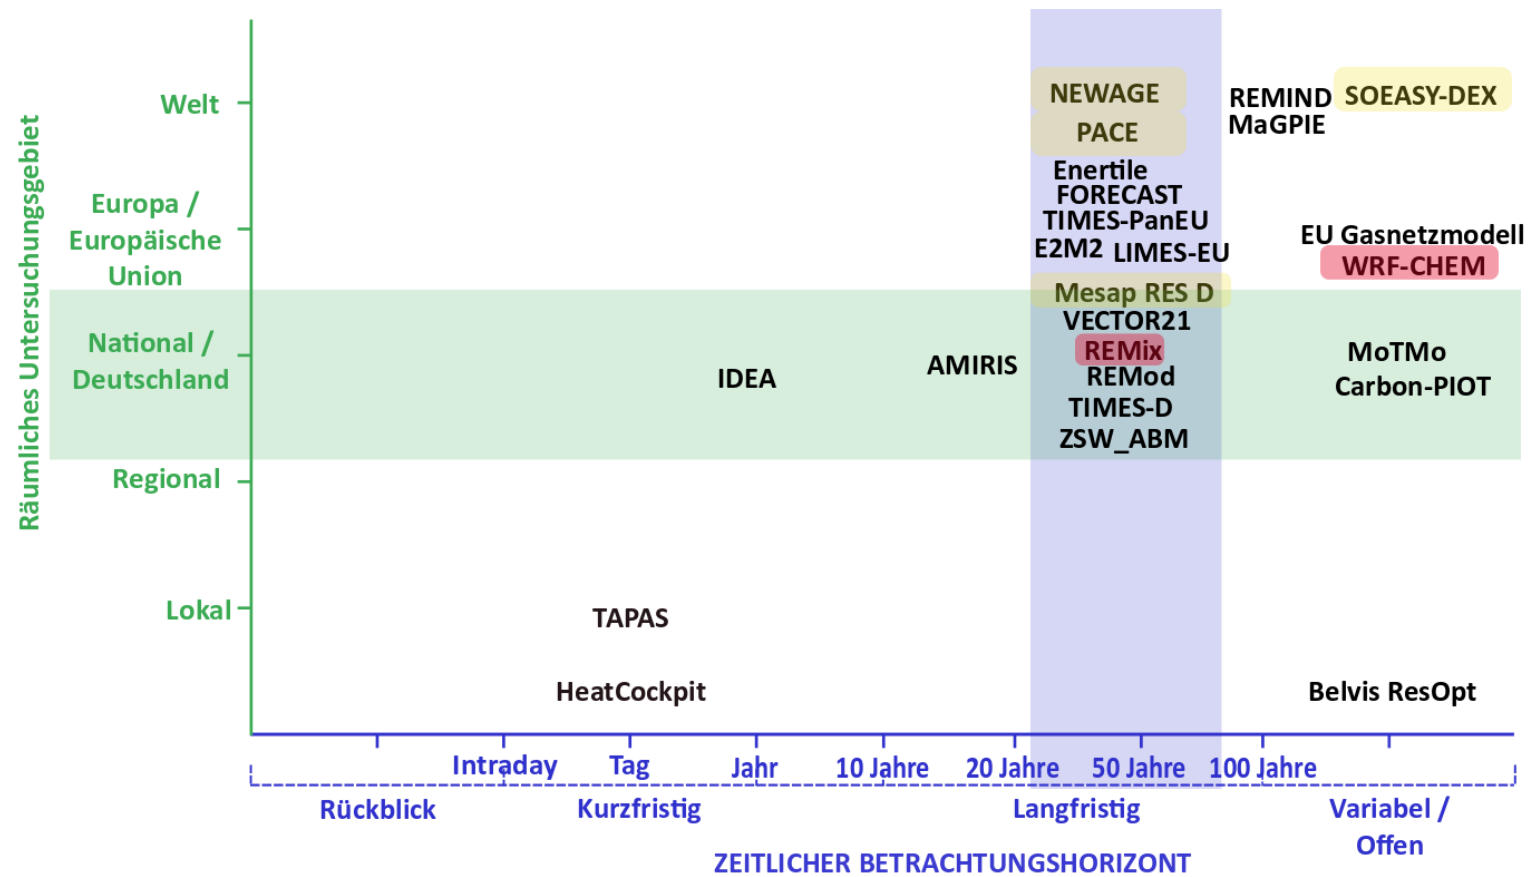 Räumliches Untersuchungsgebiet
Welt
Europa /
Europäische
Union
National /
Deutschland
Regional
Lokal
NEWAGE
PACE
REMIND
MaGPIE
SOEASY-DEX
Enertile
FORECAST
TIMES-PanEU
E2M2 LIMES-EU
EU Gasnetzmodell
WRF-CHEM
Mesap RES D
VECTOR21
REMix
REMod
TIMES-D
ZSW_ABM
IDEA
AMIRIS
MoTMo
Carbon-PIOT
TAPAS
HeatCockpit
Belvis ResOpt
Intraday Tag Jahr 10 Jahre 20 Jahre 50 Jahre 100 Jahre
Rückblick Kurzfristig Langfristig Variabel /
Offen
ZEITLICHER BETRACHTUNGSHORIZONT